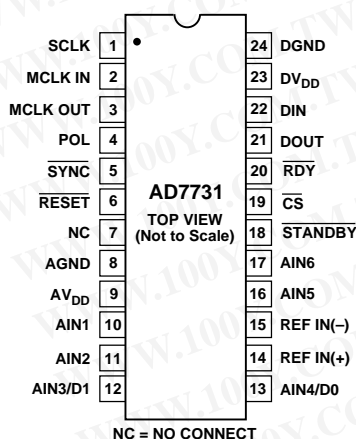 SCLK 1 24 DGND
MCLK IN 2 23 DVDD
MCLK OUT 3 22 DIN
POL 4 21 DOUT
SYNC 5 20 RDY
RESET 6 19 CS
NC 7 18 STANDBY
AGND 8 17 AIN6
AVDD 9 16 AIN5
AIN1 10 15 REF IN(–)
AIN2 11 14 REF IN(+)
AIN3/D1 12 13 AIN4/D0
AD7731
TOP VIEW
(Not to Scale)
NC = NO CONNECT